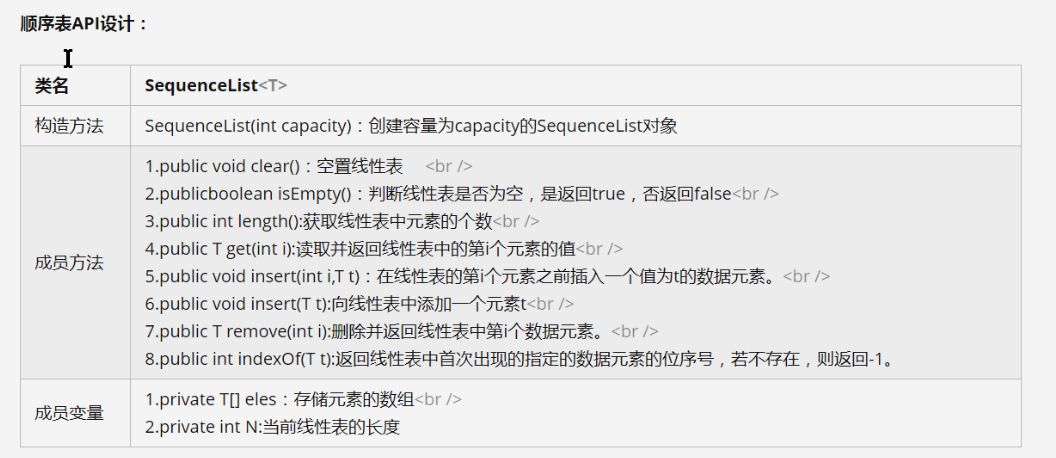 顺序表API设计：
类名 SequenceList<T>
构造方法 SequenceList(int capacity)：创建容量为capacity的SequenceList对象
1.public void clear()：空置线性表 <br />
2.publicboolean isEmpty()：判断线性表是否为空，是返回true，否返回false<br />
3.public int length():获取线性表中元素的个数<br />
4.public T get(int i):读取并返回线性表中的第i个元素的值<br />
成员方法
5.public void insert(int i,T t)：在线性表的第i个元素之前插入一个值为t的数据元素。<br />
6.public void insert(T t):向线性表中添加一个元素t<br />
7.public T remove(int i):删除并返回线性表中第i个数据元素。<br />
8.public int indexOf(T t):返回线性表中首次出现的指定的数据元素的位序号，若不存在，则返回-1。
成员变量
1.private T[] eles：存储元素的数组<br />
2.private int N:当前线性表的长度